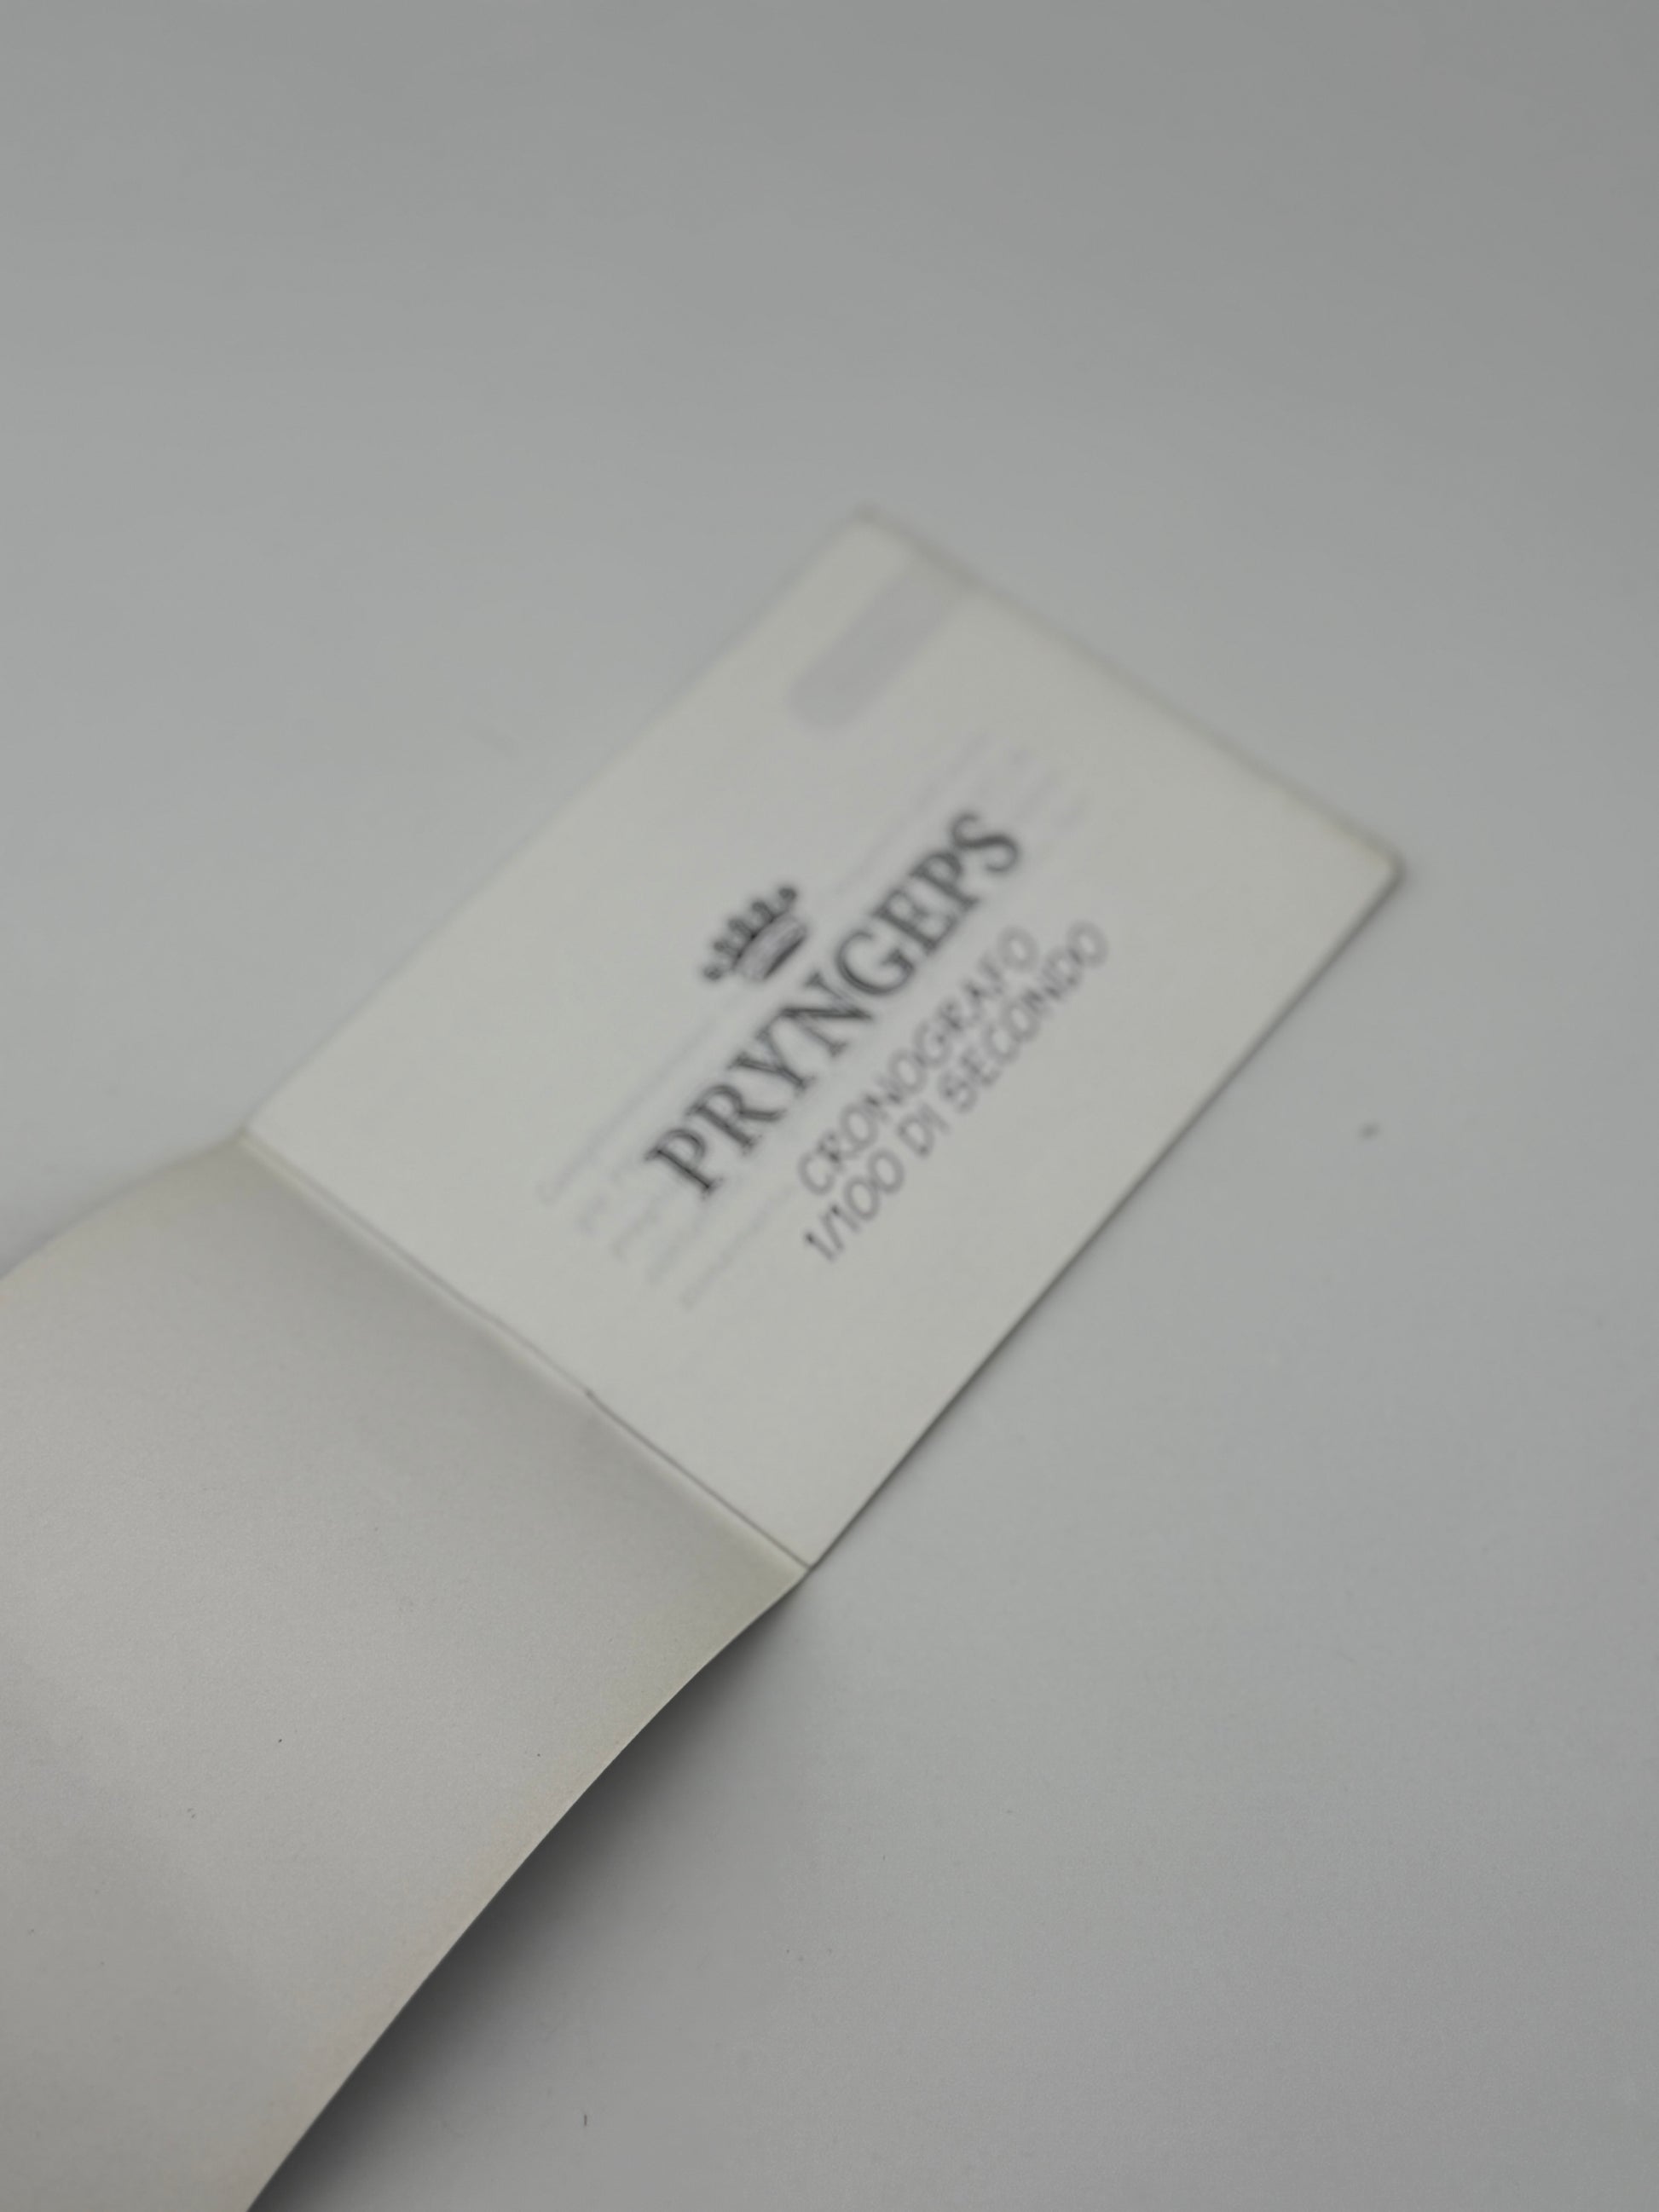 PRYNGEPS
CRONOGRAFO
1/100 DI SECONDO